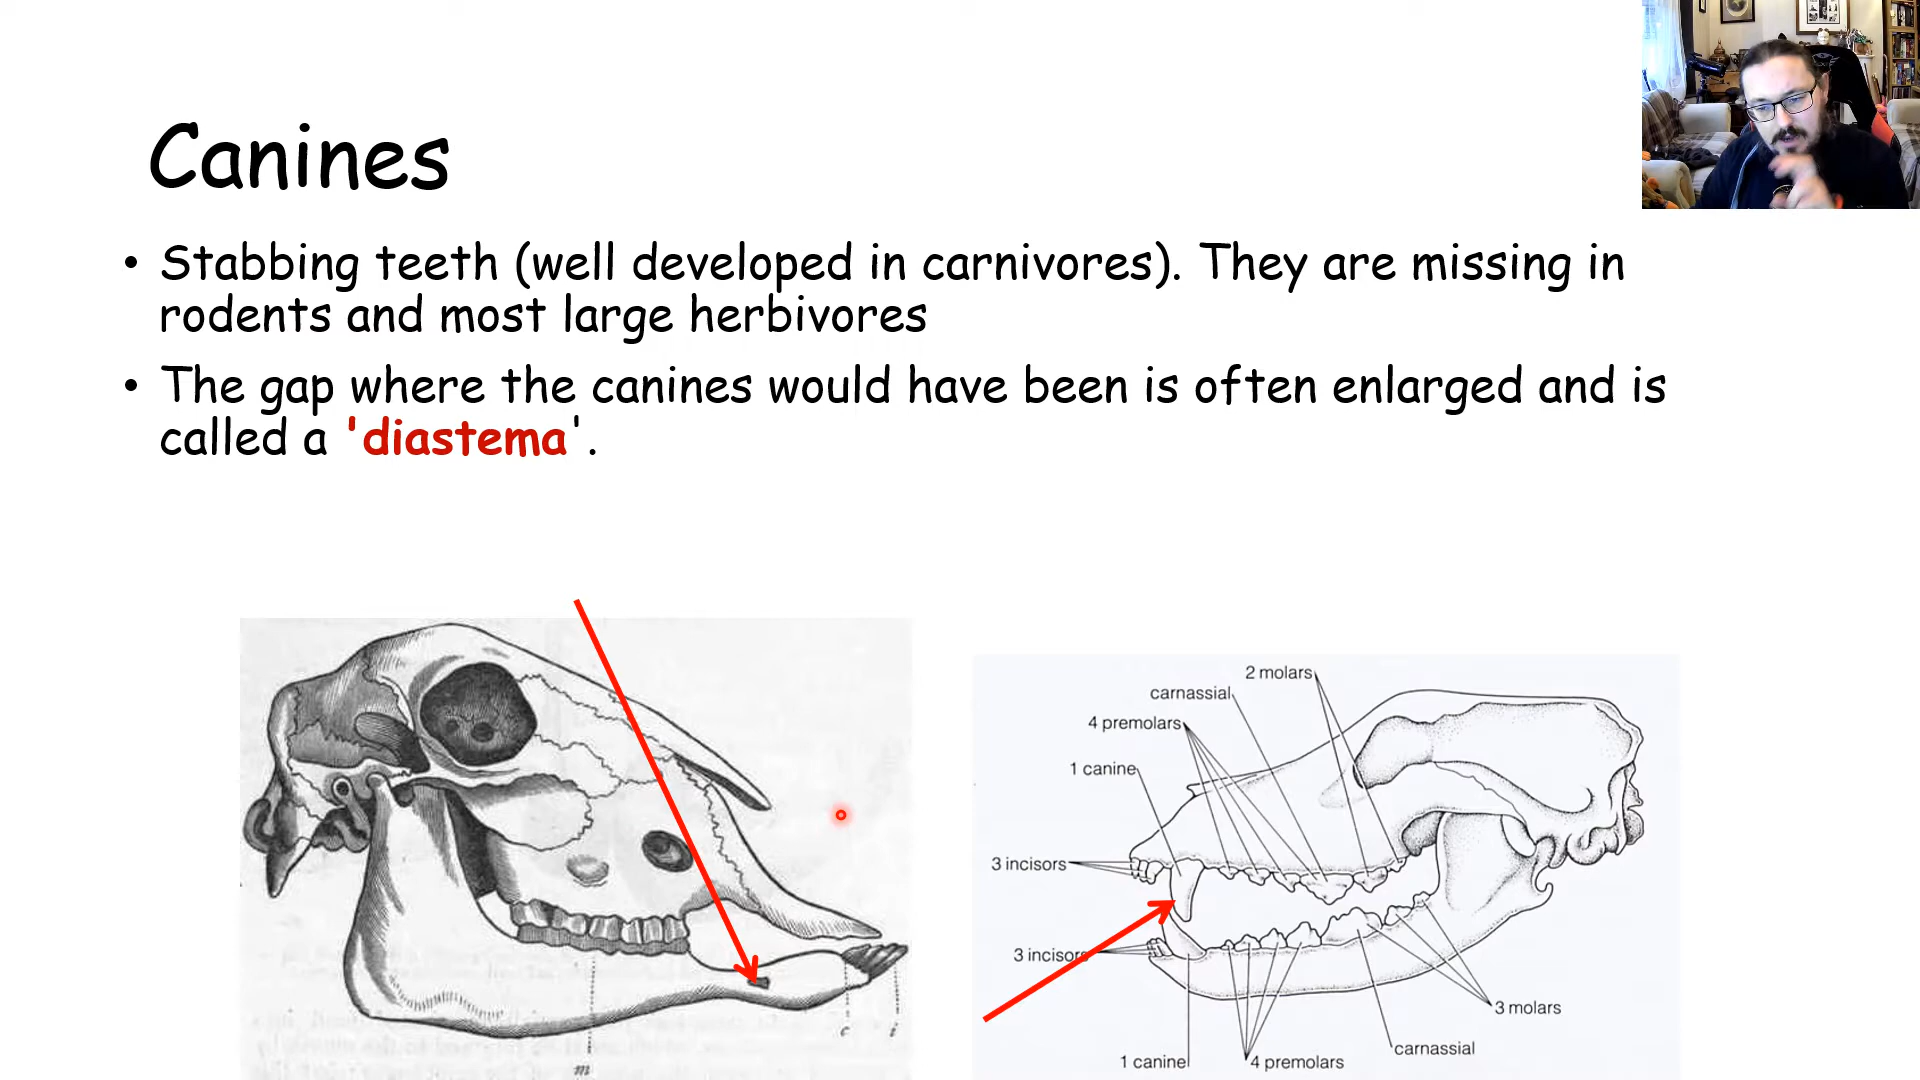 Canines
• Stabbing teeth (well developed in carnivores). They are missing in
rodents and most large herbivores
• The gap where the canines would have been is often enlarged and is
called a 'diastema'.
2 molars
carnassial
4 premolars
1 canine
3 incisors
3 incisors
3 molars
carnassial
1 canine
4 premolars
c
i
m